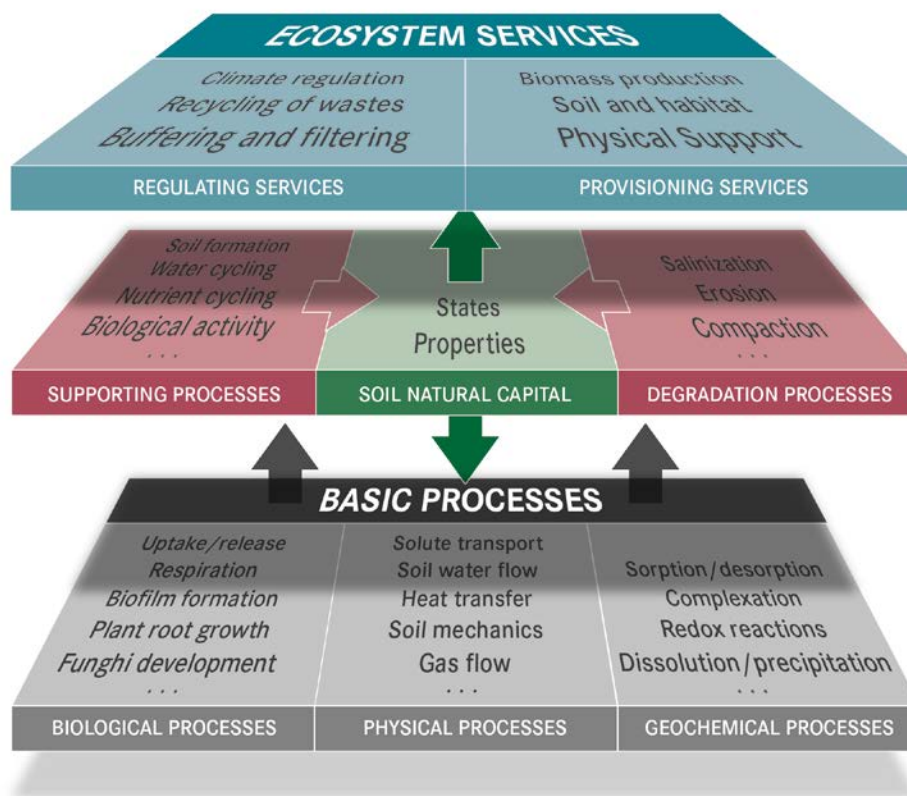 ECOSYSTEM SERVICES
Climate regulation
Recycling of wastes
Buffering and filtering
REGULATING SERVICES
Biomass production
Soil and habitat
Physical Support
PROVISIONING SERVICES
Soil formation
Water cycling
Nutrient cycling
Biological activity
...
SUPPORTING PROCESSES
States
Properties
SOIL NATURAL CAPITAL
Salinization
Erosion
Compaction
...
DEGRADATION PROCESSES
BASIC PROCESSES
Uptake/release
Respiration
Biofilm formation
Plant root growth
Funghi development
...
BIOLOGICAL PROCESSES
Solute transport
Soil water flow
Heat transfer
Soil mechanics
Gas flow
...
PHYSICAL PROCESSES
Sorption/desorption
Complexation
Redox reactions
Dissolution/precipitation
...
GEOCHEMICAL PROCESSES